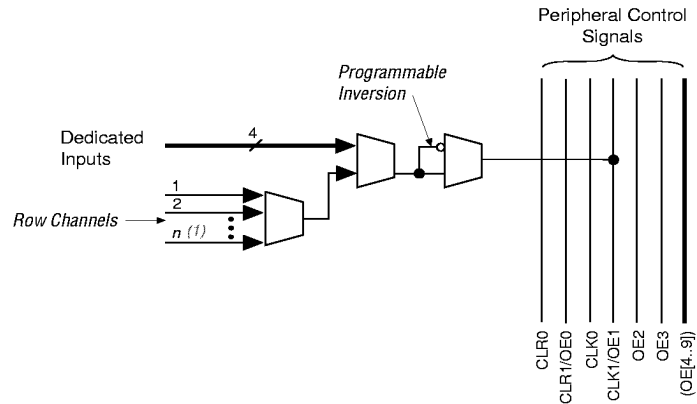 Peripheral Control
Signals
Programmable
Inversion
Dedicated
Inputs
4
1
Row Channels
2
n (1)
CLR0
CLR1/OE0
CLK0
CLK1/OE1
OE2
OE3
(OE[4..9])